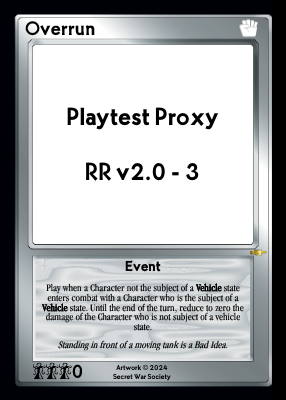 Overrun
Playtest Proxy
RR v2.0 - 3
Event
Play when a Character not the subject of a Vehicle state
enters combat with a Character who is the subject of a
Vehicle state. Until the end of the turn, reduce to zero the
damage of the Character who is not subject of a vehicle
state.
Standing in front of a moving tank is a Bad Idea.
0
Artwork © 2024
Secret War Society